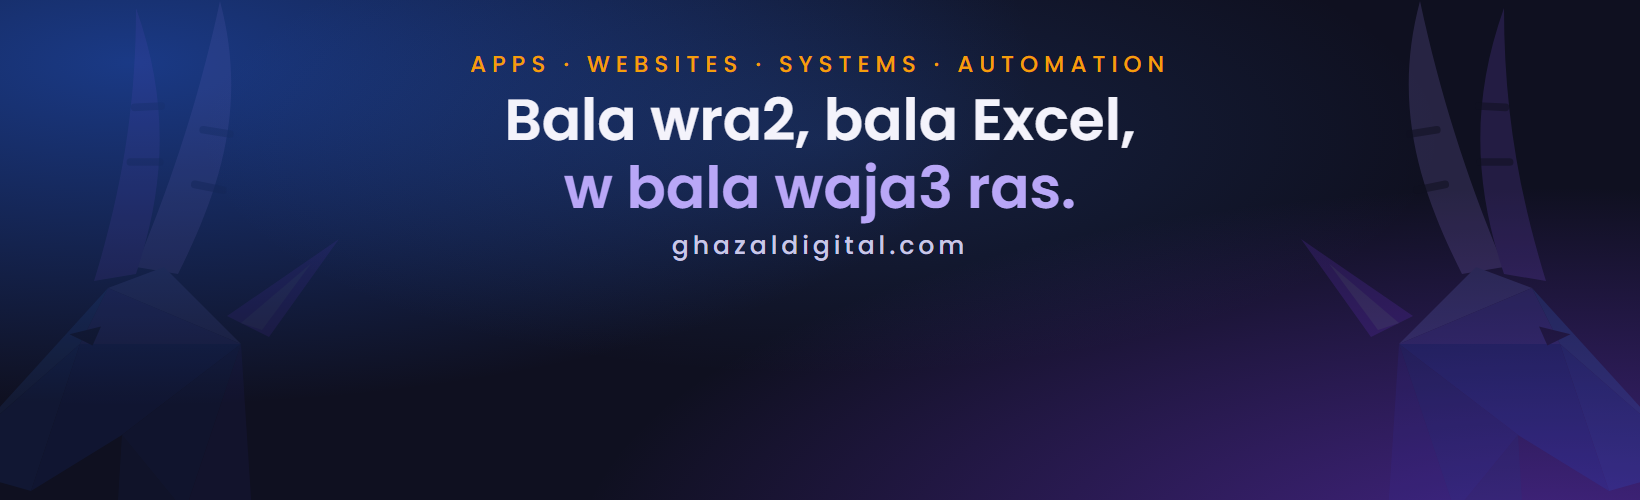 APPS · WEBSITES · SYSTEMS · AUTOMATION
Bala wra2, bala Excel,
w bala waja3 ras.
ghazaldigital.com